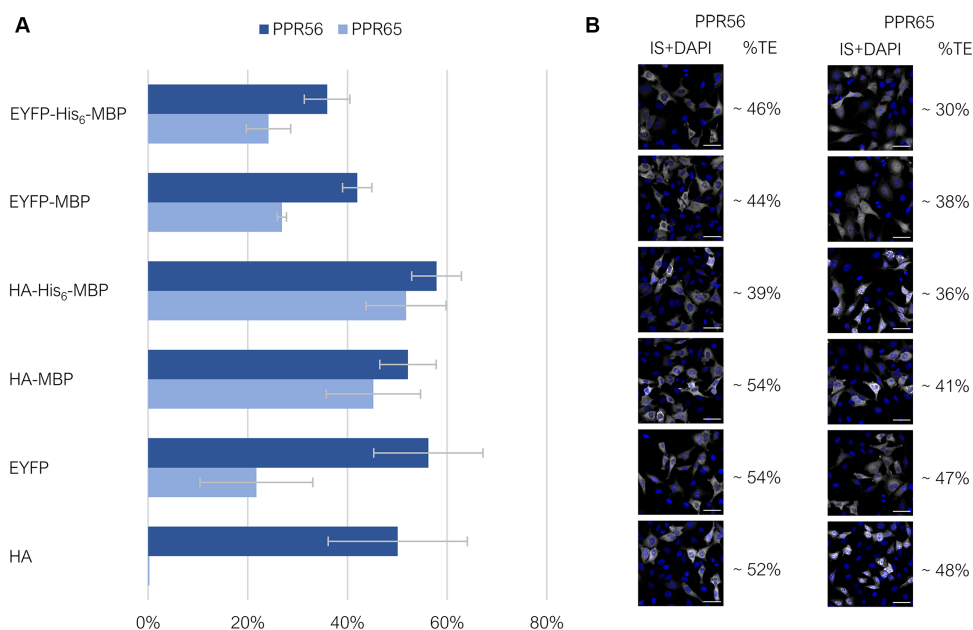 A
PPR56 PPR65
EYFP-His₆-MBP
EYFP-MBP
HA-His₆-MBP
HA-MBP
EYFP
HA
0% 20% 40% 60% 80%
B
PPR56 PPR65
IS+DAPI %TE IS+DAPI %TE
~ 46% ~ 30%
~ 44% ~ 38%
~ 39% ~ 36%
~ 54% ~ 41%
~ 54% ~ 47%
~ 52% ~ 48%